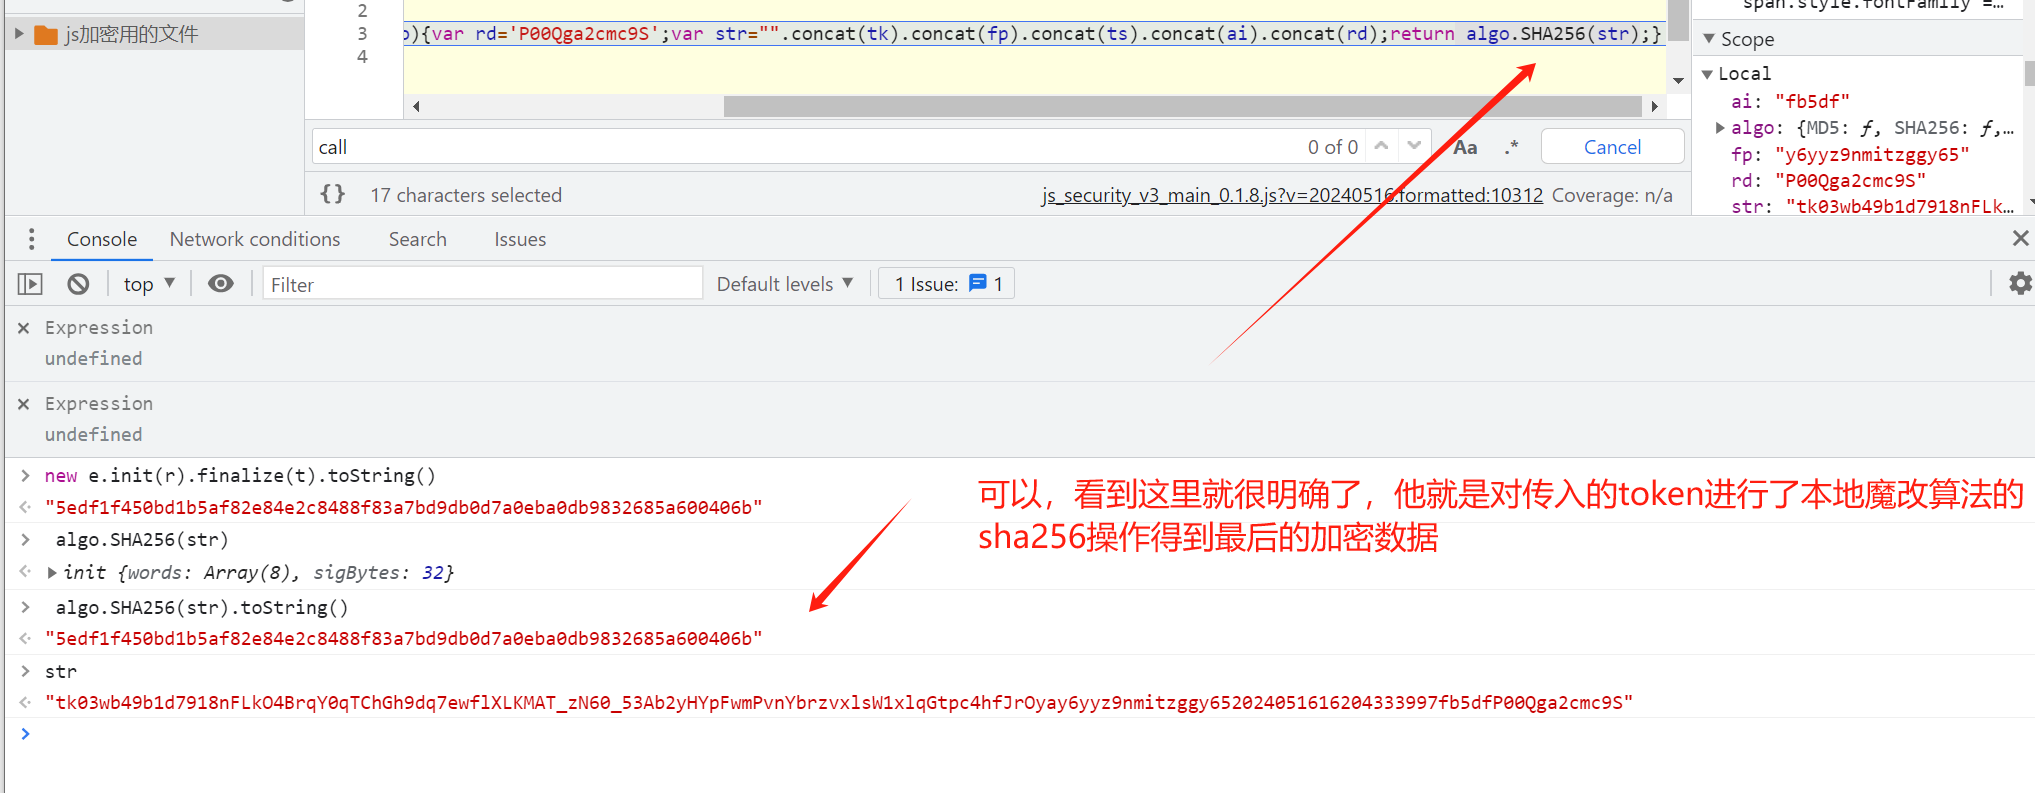 span.style.fontFamily =…
2
js加密用的文件
3 ){var rd='P00Qga2cmc9S';var str="".concat(tk).concat(fp).concat(ts).concat(ai).concat(rd);return algo.SHA256(str);}
4
Scope
Local
ai: "fb5df"
algo: {MD5: ƒ, SHA256: ƒ,…
fp: "y6yyz9nmitzggy65"
rd: "P00Qga2cmc9S"
str: "tk03wb49b1d7918nFLk…
call 0 of 0 Aa .* Cancel
{} 17 characters selected js_security_v3_main_0.1.8.js?v=20240516:formatted:10312 Coverage: n/a
Console Network conditions Search Issues
top Filter Default levels 1 Issue: 1
Expression
undefined
Expression
undefined
new e.init(r).finalize(t).toString()
"5edf1f450bd1b5af82e84e2c8488f83a7bd9db0d7a0eba0db9832685a600406b"
algo.SHA256(str)
init {words: Array(8), sigBytes: 32}
algo.SHA256(str).toString()
"5edf1f450bd1b5af82e84e2c8488f83a7bd9db0d7a0eba0db9832685a600406b"
str
"tk03wb49b1d7918nFLkO4BrqY0qTChGh9dq7ewflXLKMAT_zN60_53Ab2yHYpFwmPvnYbrzvxlsW1xlqGtpc4hfJrOyay6yyz9nmitzggy6520240516162043339​97fb5dfP00Qga2cmc9S"
可以，看到这里就很明确了，他就是对传入的token进行了本地魔改算法的
sha256操作得到最后的加密数据